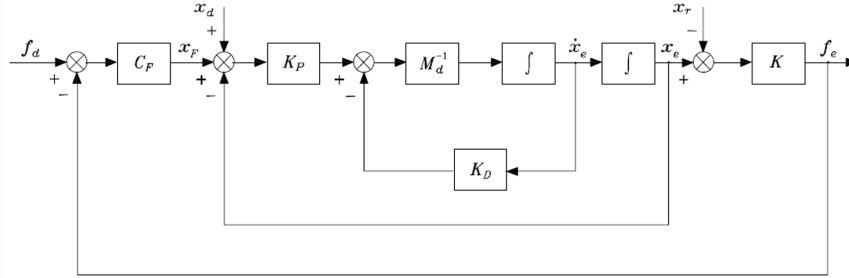 x_d x_r
f_d C_F x_F K_P M_d^{-1} ∫ ẋ_e ∫ x_e K f_e
+ − + + − + − + −
K_D